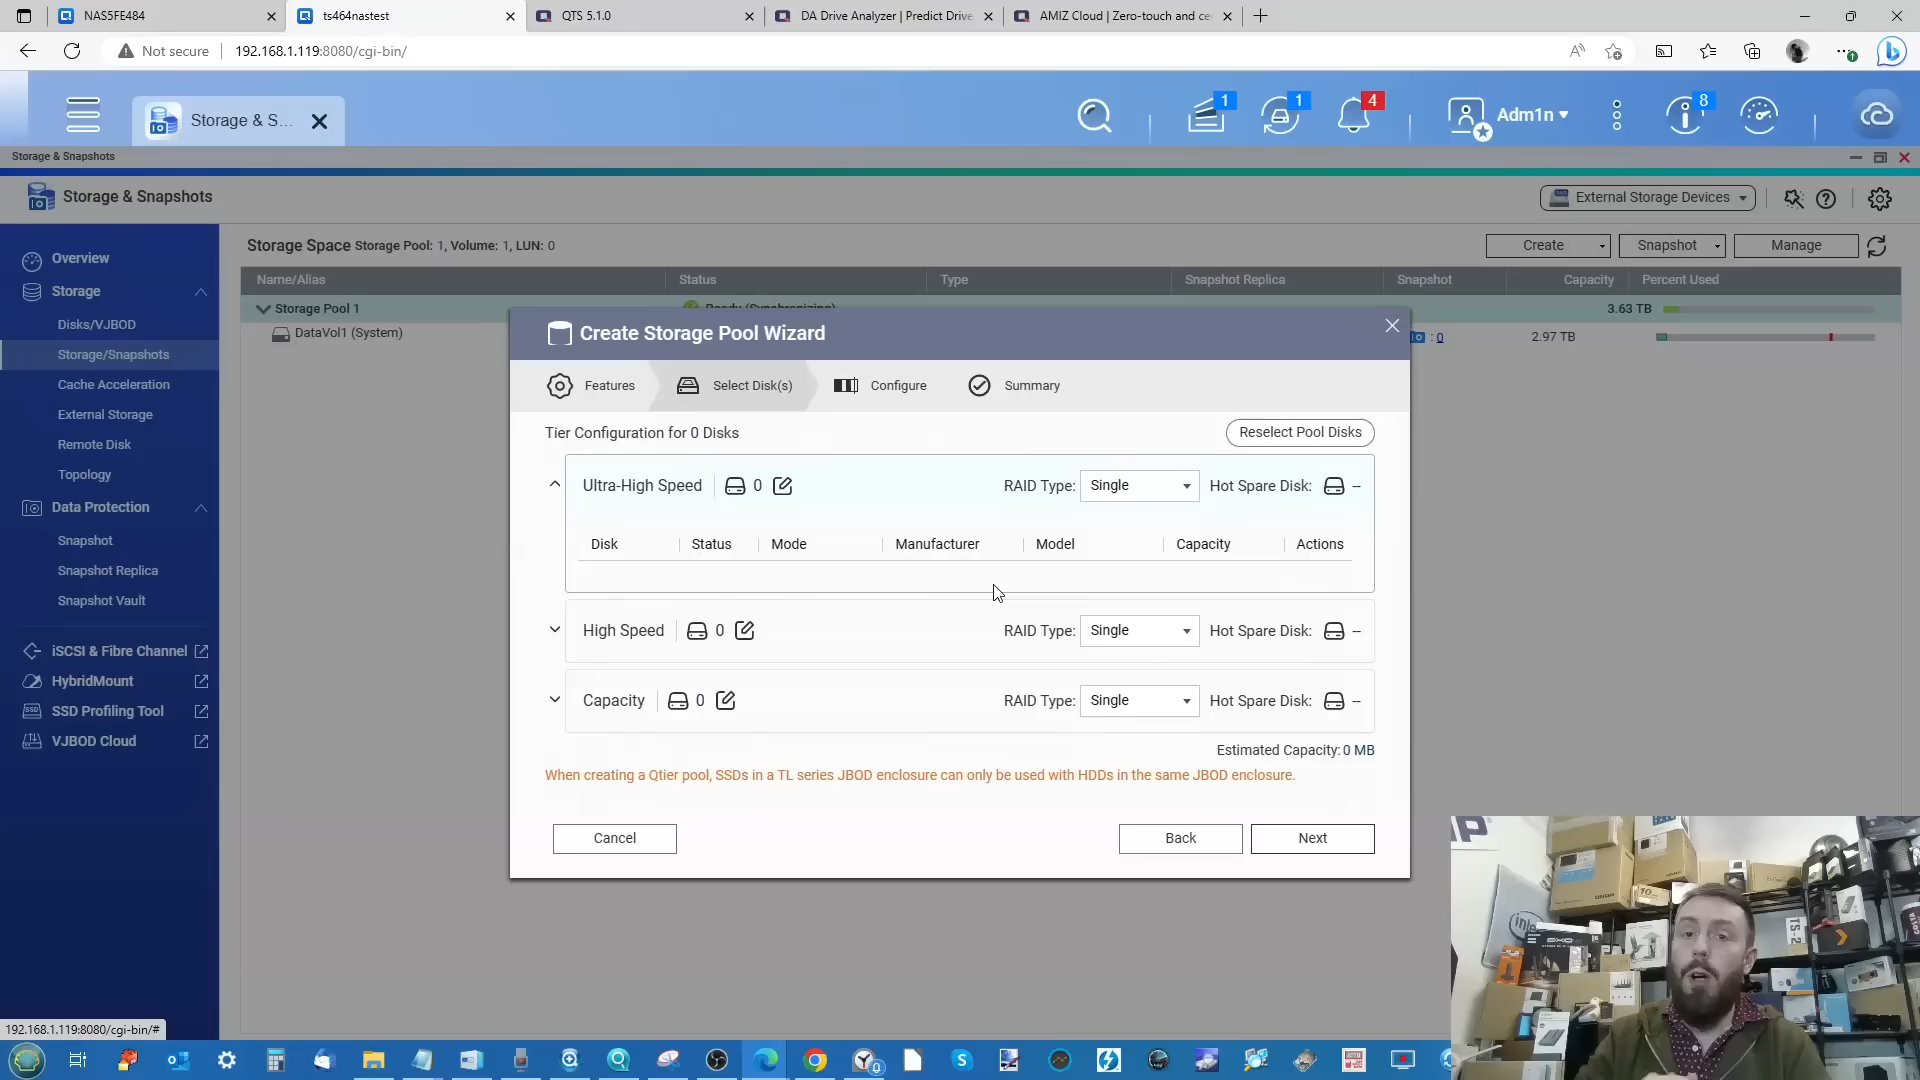 NAS5FE484
ts464nastest
QTS 5.1.0
DA Drive Analyzer | Predict Drive
AMIZ Cloud | Zero-touch and ce
Not secure
192.168.1.119:8080/cgi-bin/
Storage & S...
1
1
4
Adm1n
8
Storage & Snapshots
Storage & Snapshots
External Storage Devices
Overview
Storage
Disks/VJBOD
Storage/Snapshots
Cache Acceleration
External Storage
Remote Disk
Topology
Data Protection
Snapshot
Snapshot Replica
Snapshot Vault
iSCSI & Fibre Channel
HybridMount
SSD Profiling Tool
VJBOD Cloud
Storage Space Storage Pool: 1, Volume: 1, LUN: 0
Create
Snapshot
Manage
Name/Alias Status Type Snapshot Replica Snapshot Capacity Percent Used
Storage Pool 1 Ready (Synchronizing) 3.63 TB
DataVol1 (System) : 0 2.97 TB
Create Storage Pool Wizard
Features Select Disk(s) Configure Summary
Tier Configuration for 0 Disks
Reselect Pool Disks
Ultra-High Speed 0 RAID Type: Single Hot Spare Disk: --
Disk Status Mode Manufacturer Model Capacity Actions
High Speed 0 RAID Type: Single Hot Spare Disk: --
Capacity 0 RAID Type: Single Hot Spare Disk: --
Estimated Capacity: 0 MB
When creating a Qtier pool, SSDs in a TL series JBOD enclosure can only be used with HDDs in the same JBOD enclosure.
Cancel
Back
Next
192.168.1.119:8080/cgi-bin/#
intel